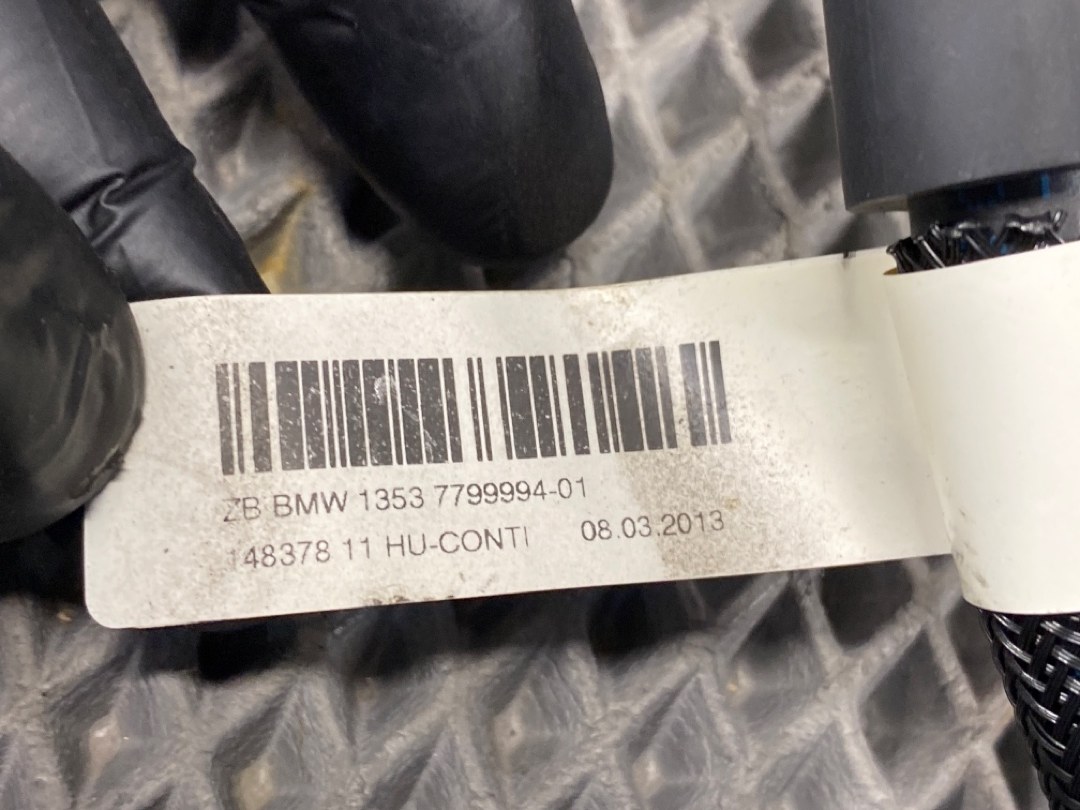 ZB BMW 1353 7799994-01
148378 11 HU-CONTI 08.03.2013